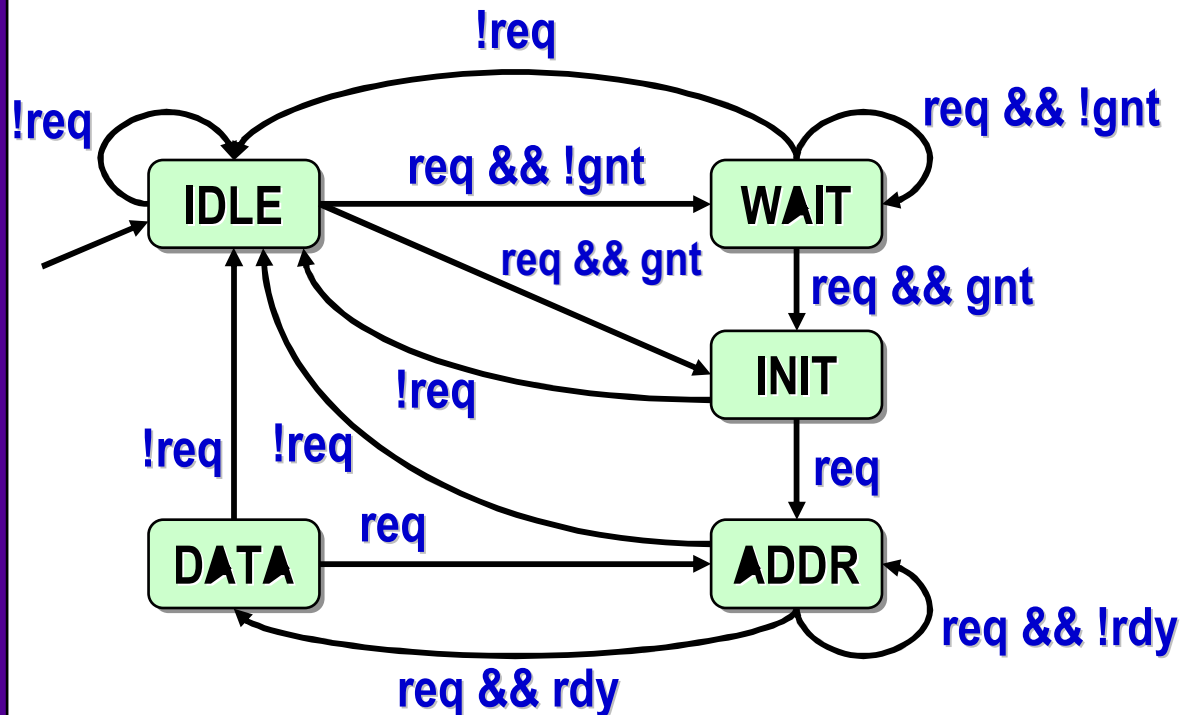 !req
!req
req && !gnt
req && !gnt
IDLE
WAIT
req && gnt
req && gnt
INIT
!req
!req
!req
req
req
DATA
ADDR
req && !rdy
req && rdy